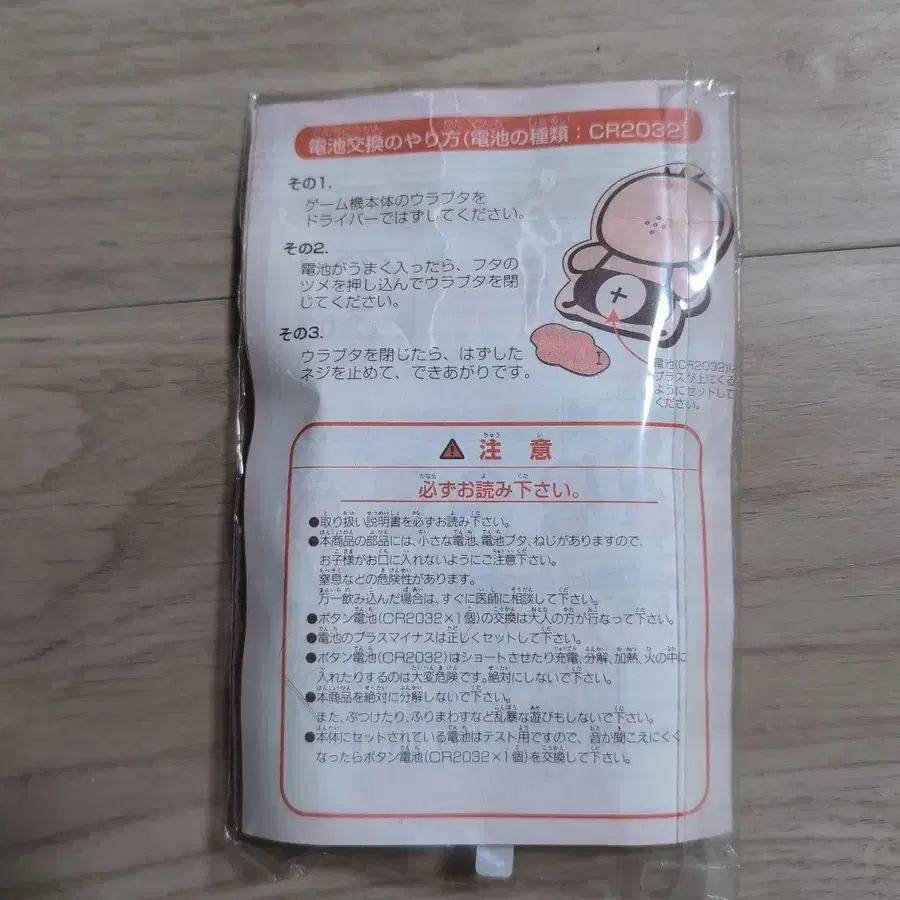 電池交換のやり方(電池の種類：CR2032)
その1.
ゲーム機本体のウラブタを
ドライバーではずしてください。
その2.
電池がうまく入ったら、フタの
ツメを押し込んでウラブタを閉
じてください。
その3.
ウラブタを閉じたら、はずした
ネジを止めて、できあがりです。
電池(CR2032)は
プラスが上にくる
ようにセットして
ください。
注意
必ずお読み下さい。
●取り扱い説明書を必ずお読み下さい。
●本商品の部品には、小さな電池、電池ブタ、ねじがありますので、
お子様がお口に入れないようにご注意下さい。
窒息などの危険性があります。
万一飲み込んだ場合は、すぐに医師に相談して下さい。
●ボタン電池(CR2032×1個)の交換は大人の方が行なって下さい。
●電池のプラスマイナスは正しくセットして下さい。
●ボタン電池(CR2032)はショートさせたり充電、分解、加熱、火の中に
入れたりするのは大変危険です。絶対にしないで下さい。
●本商品を絶対に分解しないで下さい。
また、ぶつけたり、ふりまわすなど乱暴な遊びもしないで下さい。
●本体にセットされている電池はテスト用ですので、音が聞こえにくく
なったらボタン電池(CR2032×1個)を交換して下さい。